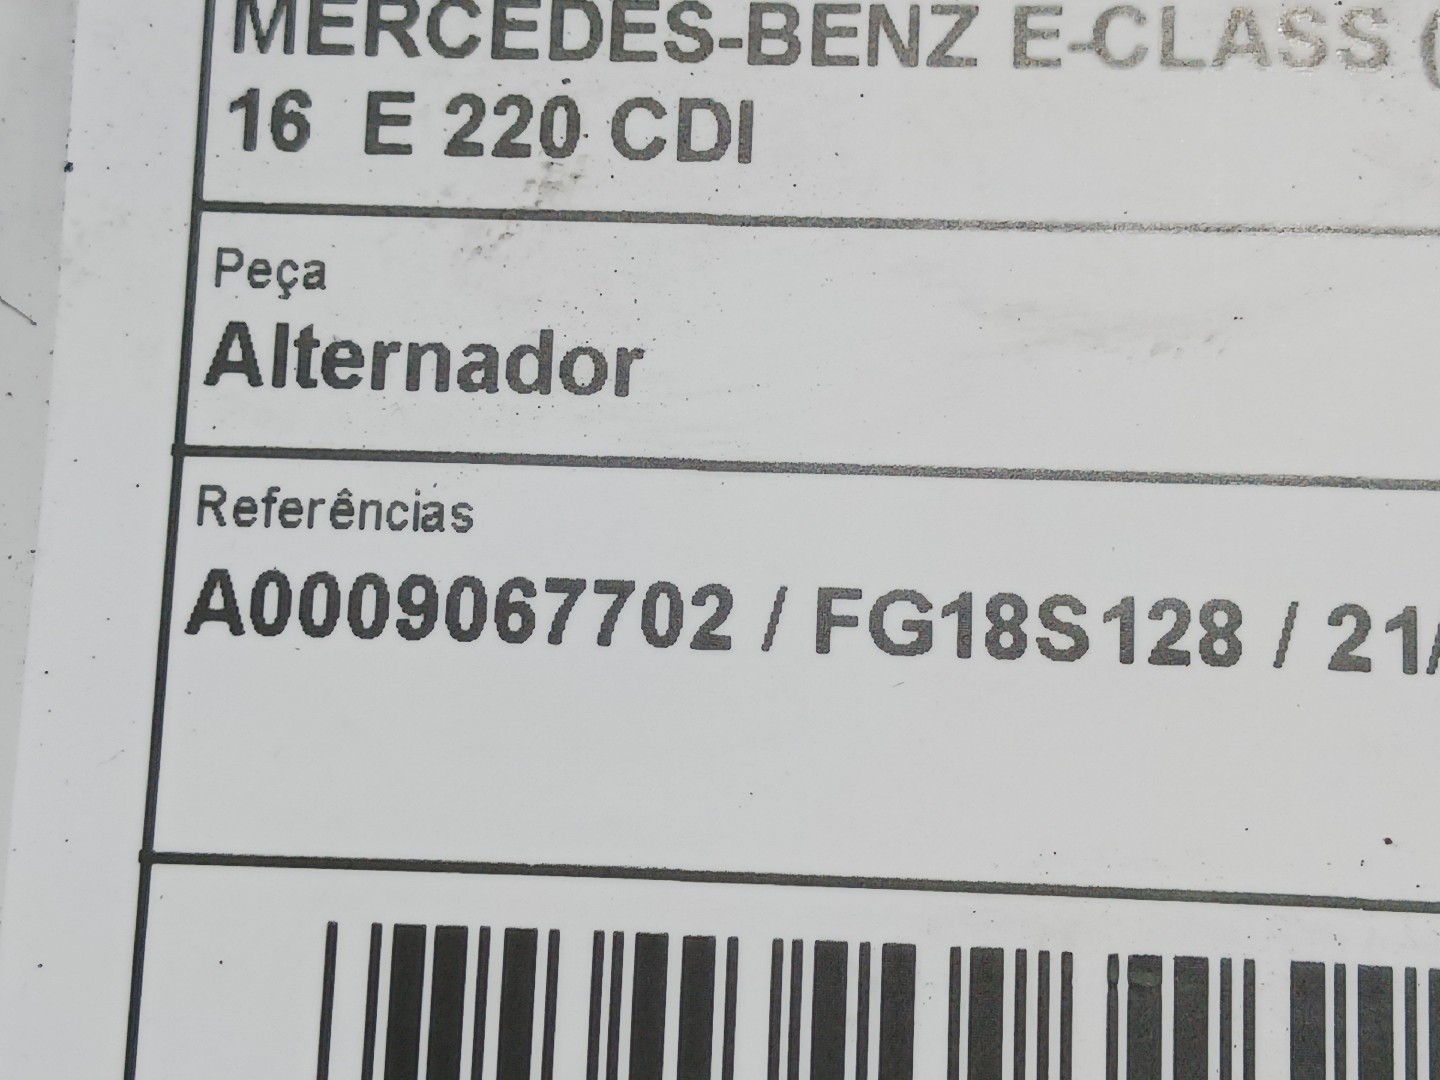 MERCEDES-BENZ E-CLASS (
16 E 220 CDI
Peça
Alternador
Referências
A0009067702 / FG18S128 / 21/